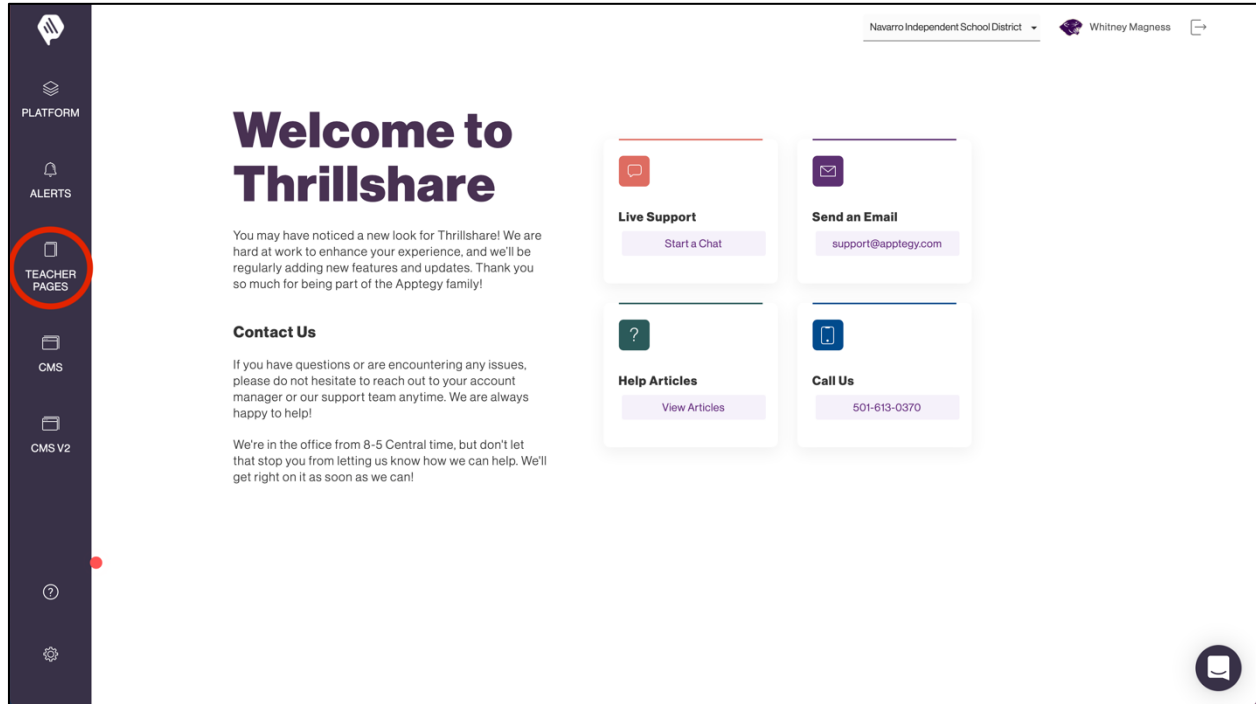 Navarro Independent School District
Whitney Magness
PLATFORM
ALERTS
TEACHER
PAGES
CMS
CMS V2
Welcome to
Thrillshare
You may have noticed a new look for Thrillshare! We are
hard at work to enhance your experience, and we'll be
regularly adding new features and updates. Thank you
so much for being part of the Apptegy family!
Contact Us
If you have questions or are encountering any issues,
please do not hesitate to reach out to your account
manager or our support team anytime. We are always
happy to help!
We're in the office from 8-5 Central time, but don't let
that stop you from letting us know how we can help. We'll
get right on it as soon as we can!
Live Support
Start a Chat
Send an Email
support@apptegy.com
?
Help Articles
View Articles
Call Us
501-613-0370
?